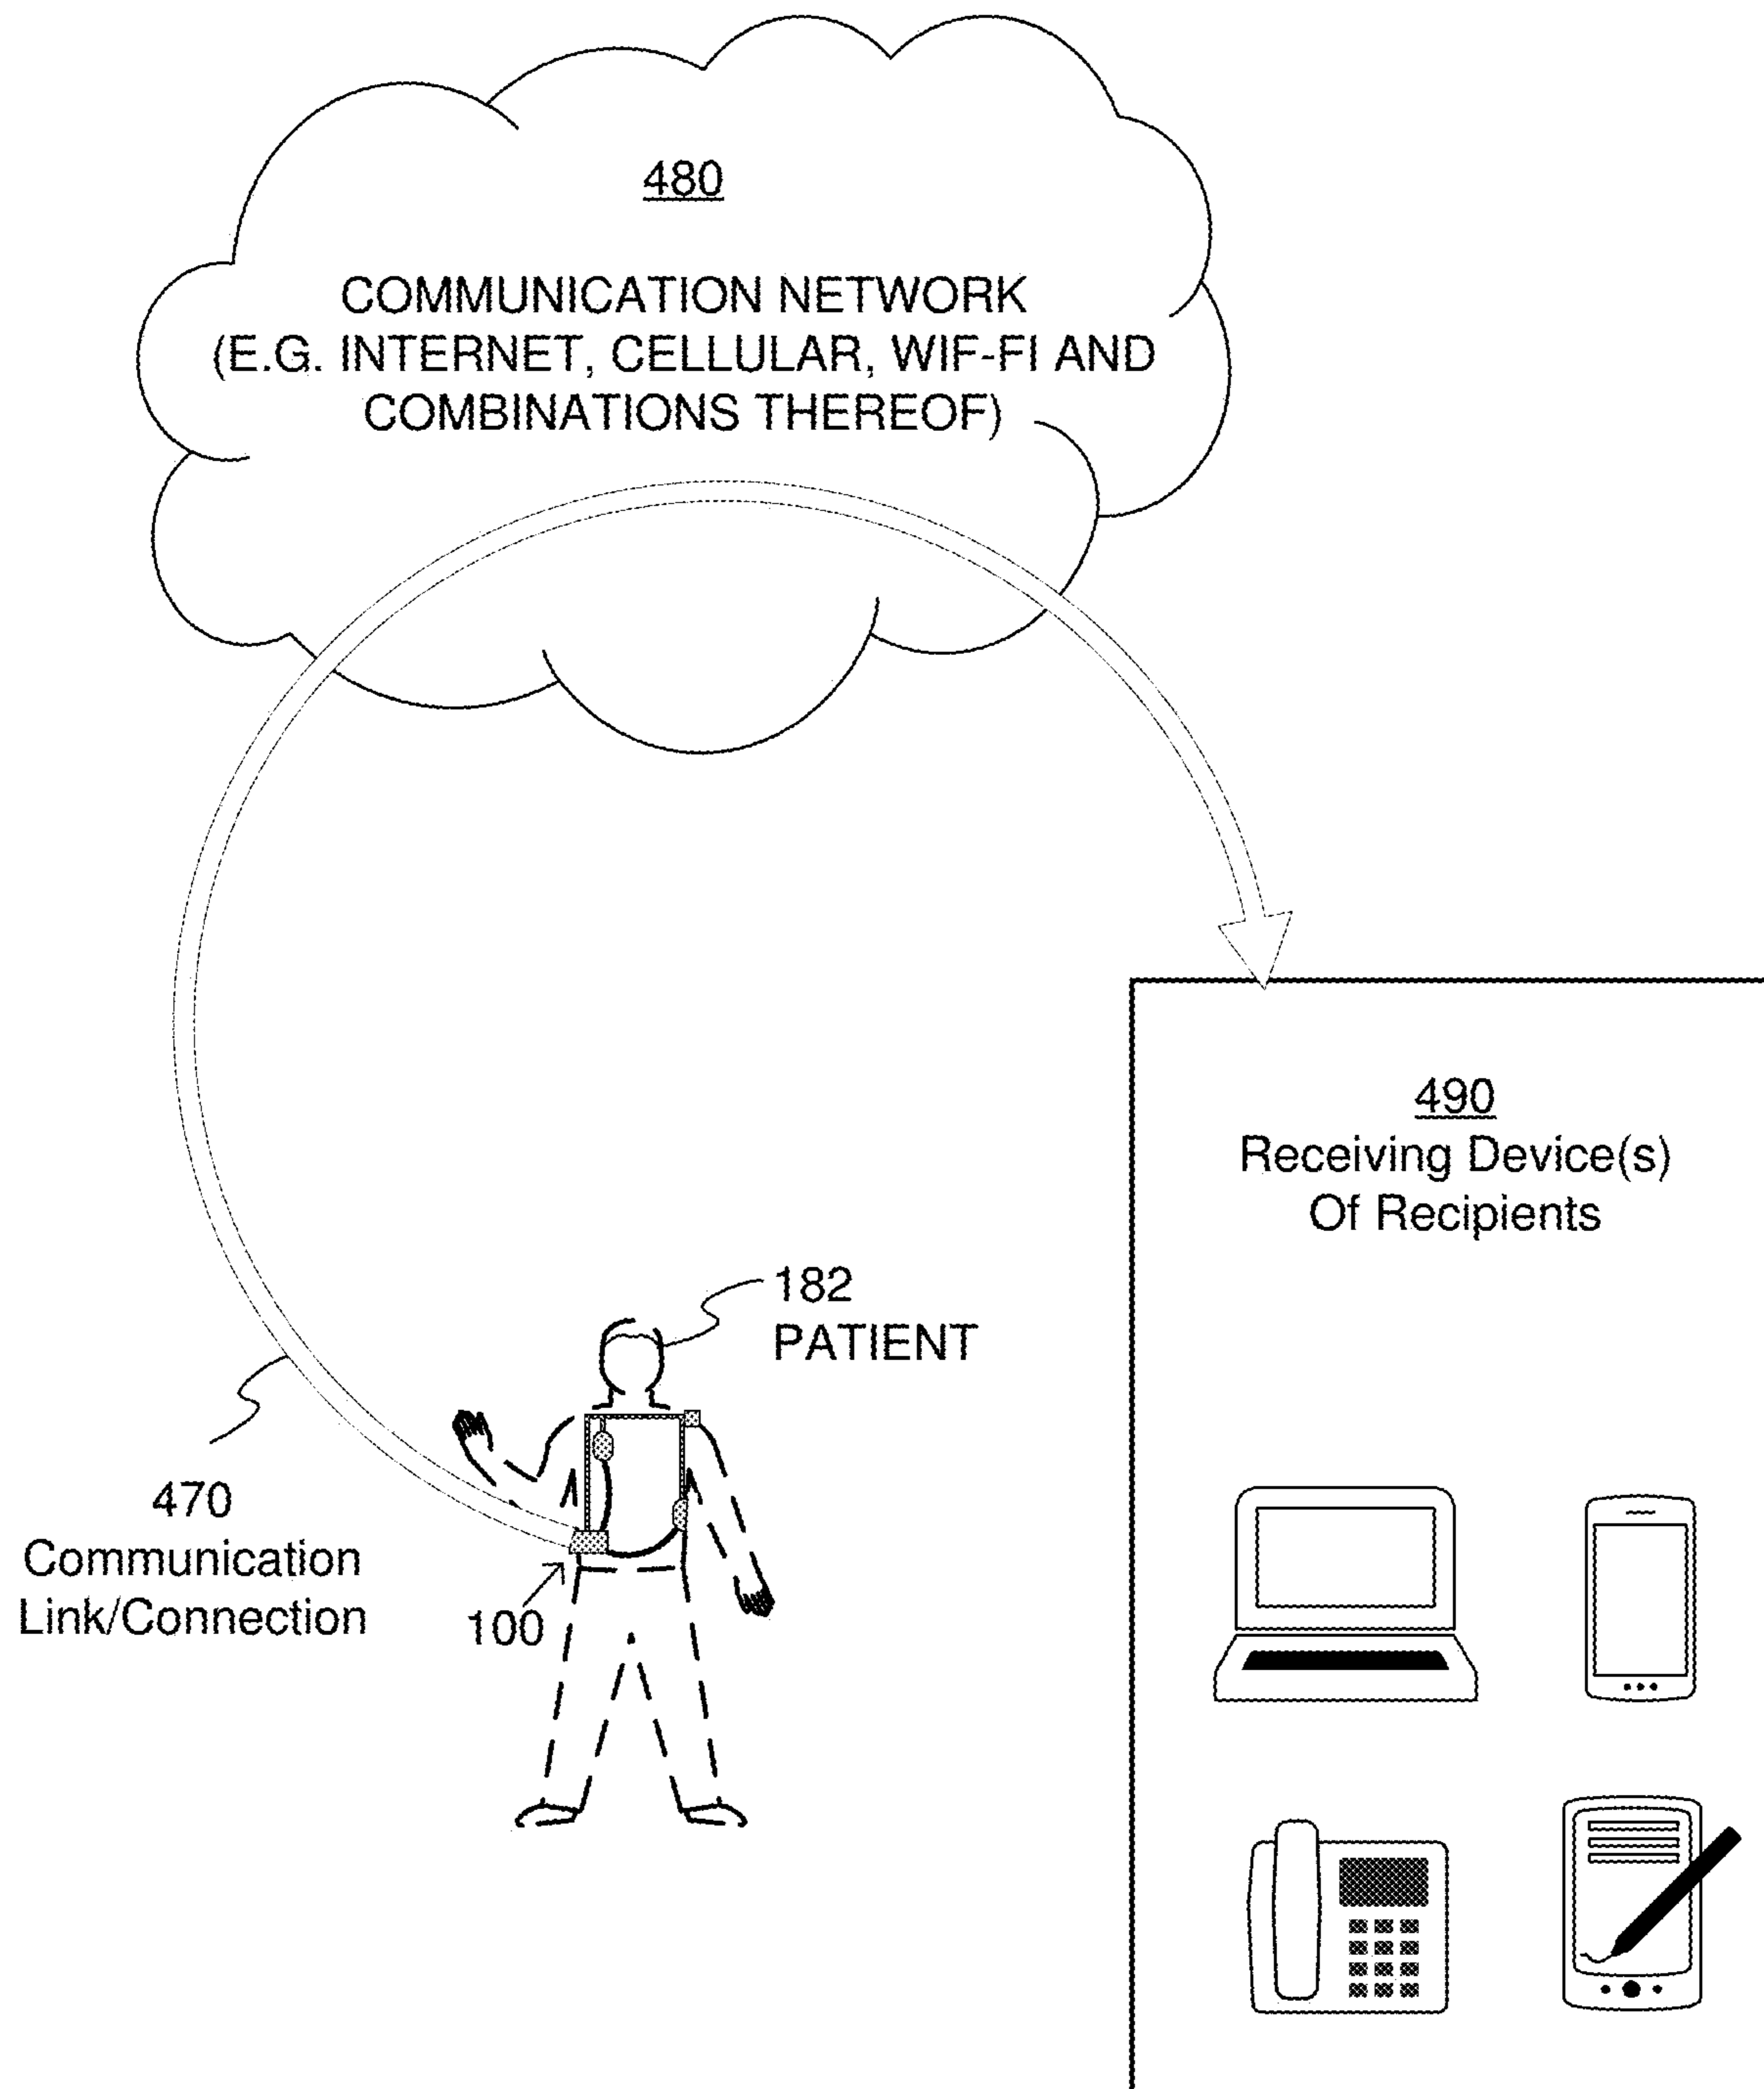 480
COMMUNICATION NETWORK
(E.G. INTERNET, CELLULAR, WIF-FI AND
COMBINATIONS THEREOF)
490
Receiving Device(s)
Of Recipients
182
PATIENT
470
Communication
Link/Connection
100